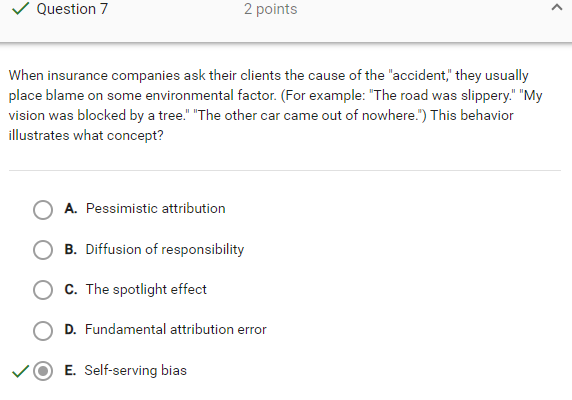 Question 7 2 points
When insurance companies ask their clients the cause of the "accident," they usually
place blame on some environmental factor. (For example: "The road was slippery." "My
vision was blocked by a tree." "The other car came out of nowhere.") This behavior
illustrates what concept?
A. Pessimistic attribution
B. Diffusion of responsibility
C. The spotlight effect
D. Fundamental attribution error
E. Self-serving bias